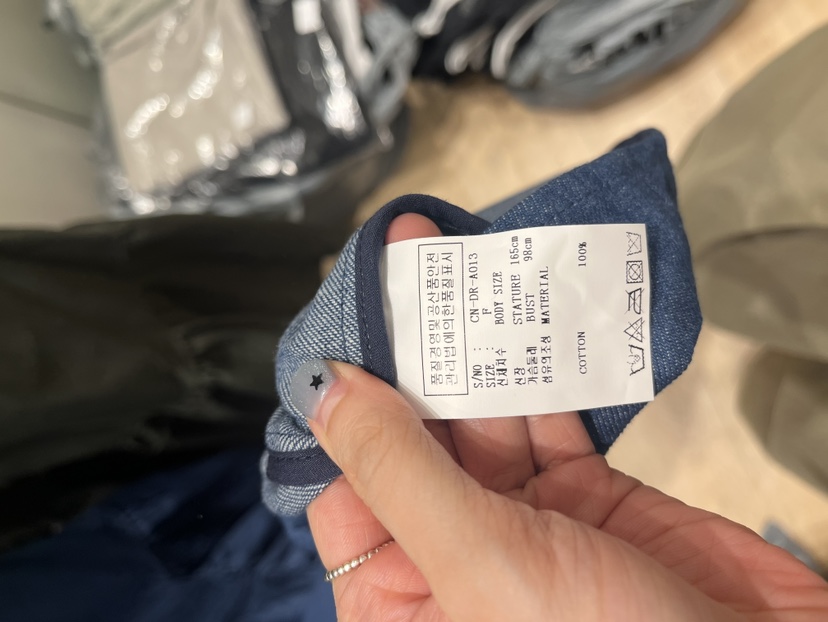 품질경영및공산품안전
관리법에의한품질표시
S/NO : CN-DR-A013
SIZE : F
신체치수 BODY SIZE
신장 STATURE 165cm
가슴둘레 BUST 98cm
섬유의조성 MATERIAL
COTTON 100%